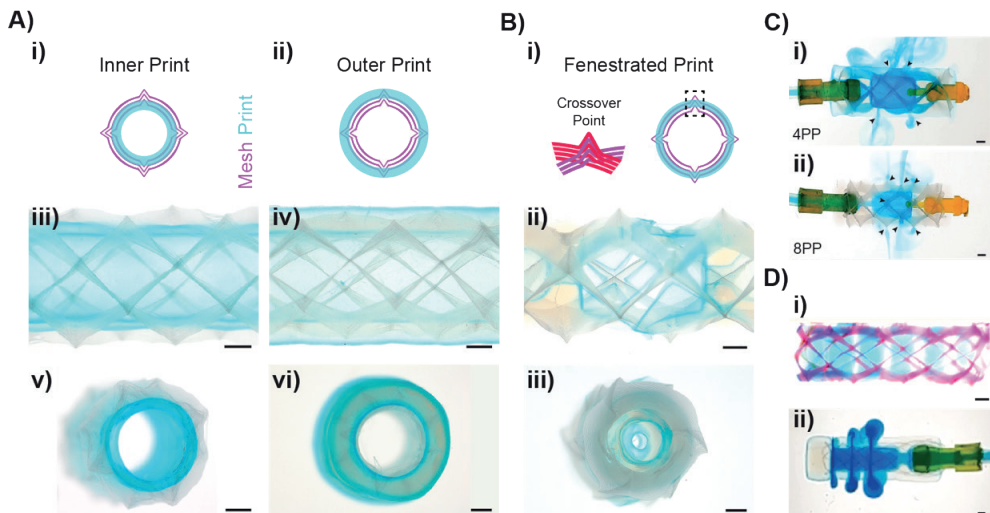 A)
i)
Inner Print
ii)
Outer Print
Mesh Print
iii)
iv)
v)
vi)
B)
i)
Fenestrated Print
Crossover
Point
ii)
iii)
C)
i)
4PP
ii)
8PP
D)
i)
ii)